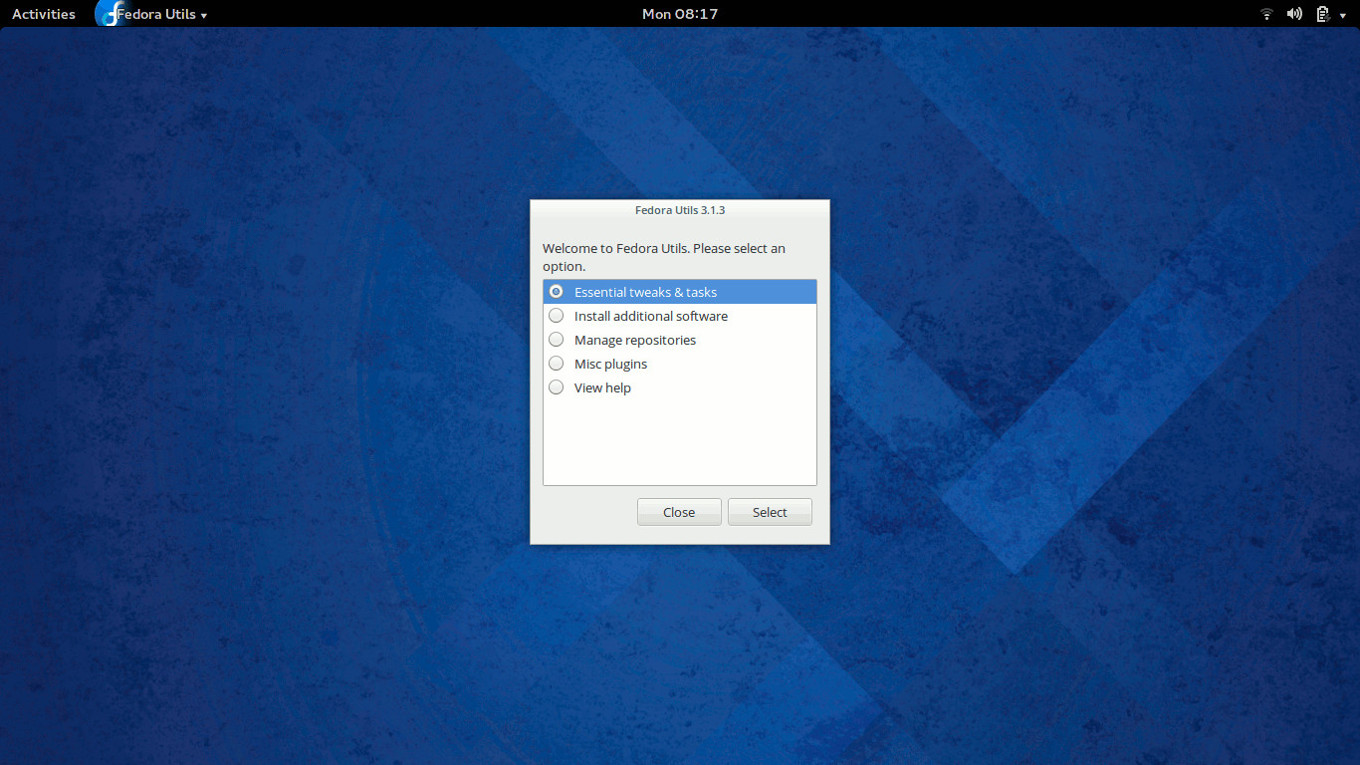 Activities Fedora Utils Mon 08:17
Fedora Utils 3.1.3
Welcome to Fedora Utils. Please select an
option.
Essential tweaks & tasks
Install additional software
Manage repositories
Misc plugins
View help
Close Select